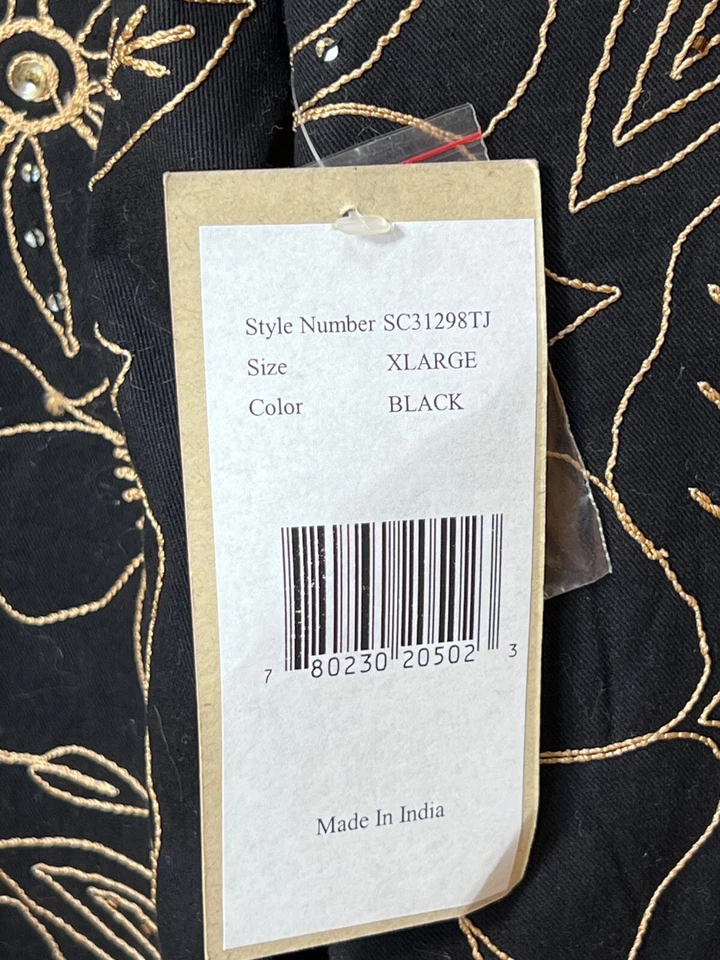 Style Number SC31298TJ
Size XLARGE
Color BLACK
7 80230 20502 3
Made In India